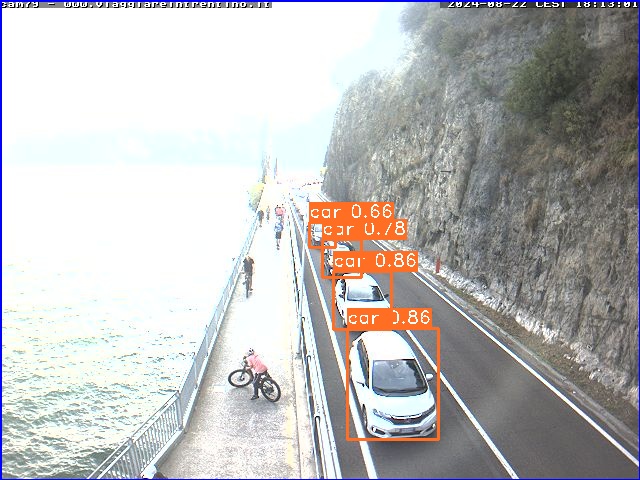 cam79 - www.viaggiareintrentino.it
2024-08-22 CEST 18:13:01
car 0.66
car 0.78
car 0.86
car 0.86